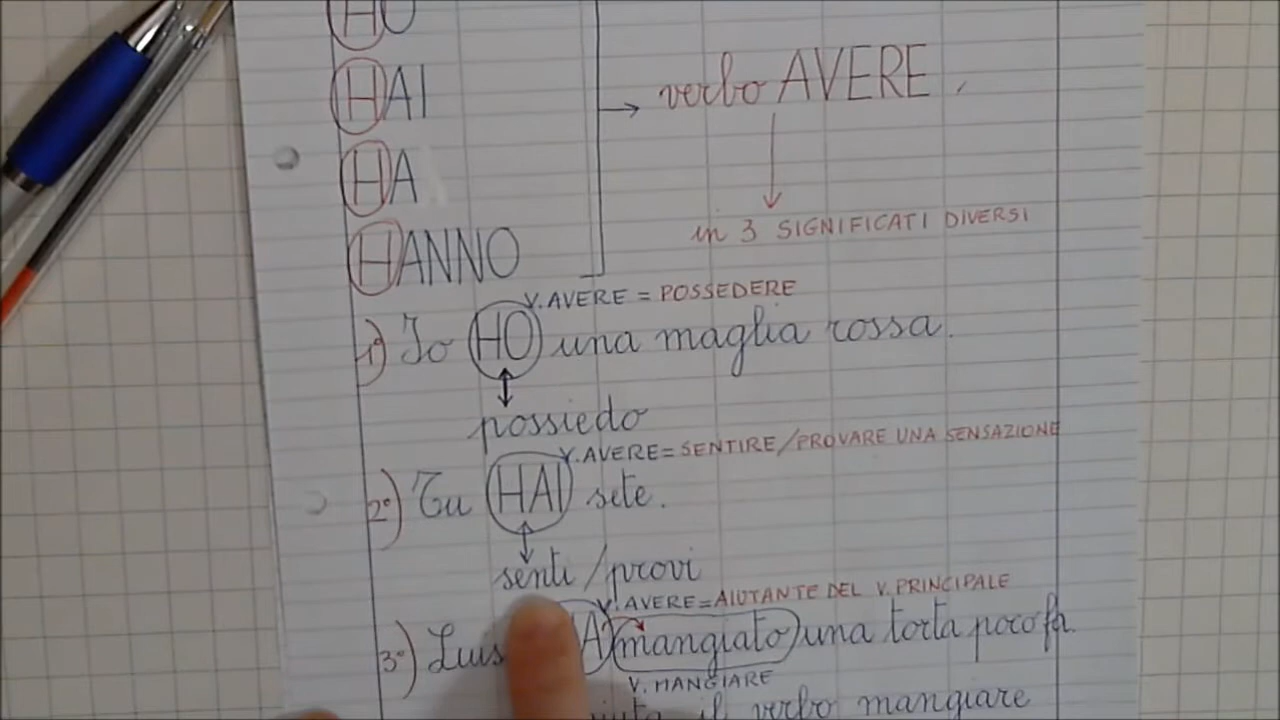 HO
HAI
HA
HANNO
verbo AVERE
in 3 SIGNIFICATI DIVERSI
V. AVERE = POSSEDERE
1°) Io HO una maglia rossa.
possiedo
V. AVERE = SENTIRE/PROVARE UNA SENSAZIONE
2°) Tu HAI sete.
senti/provi
V. AVERE = AIUTANTE DEL V. PRINCIPALE
3°) mangiato una torta poco fa.
V. MANGIARE
il verbo mangiare